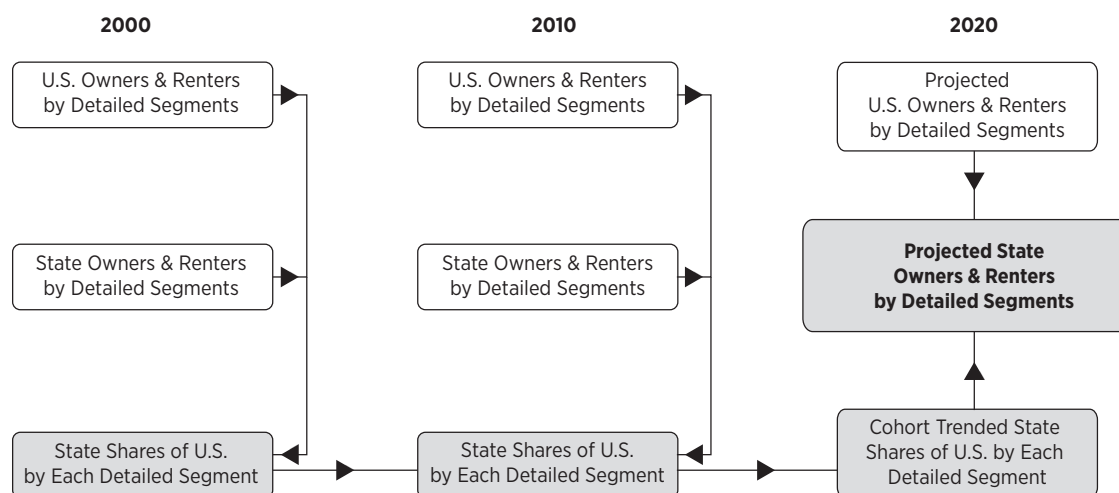 2000
2010
2020
U.S. Owners & Renters
by Detailed Segments
U.S. Owners & Renters
by Detailed Segments
Projected
U.S. Owners & Renters
by Detailed Segments
State Owners & Renters
by Detailed Segments
State Owners & Renters
by Detailed Segments
Projected State
Owners & Renters
by Detailed Segments
State Shares of U.S.
by Each Detailed Segment
State Shares of U.S.
by Each Detailed Segment
Cohort Trended State
Shares of U.S. by Each
Detailed Segment